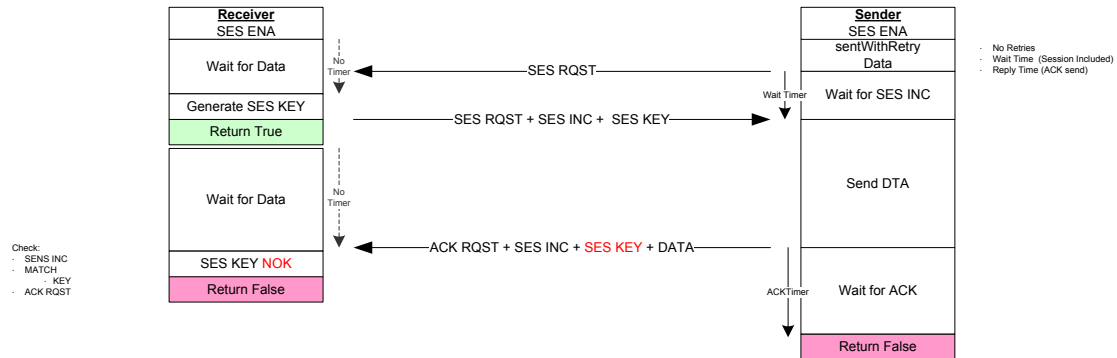 Receiver
SES ENA
Wait for Data
No
Timer
Generate SES KEY
Return True
Wait for Data
No
Timer
SES KEY NOK
Return False
Check:
· SENS INC
· MATCH
· KEY
· ACK RQST
SES RQST
SES RQST + SES INC + SES KEY
ACK RQST + SES INC + SES KEY + DATA
Sender
SES ENA
sentWithRetry
Data
Wait Timer
Wait for SES INC
Send DTA
ACKTimer
Wait for ACK
Return False
· No Retries
· Wait Time (Session Included)
· Reply Time (ACK send)